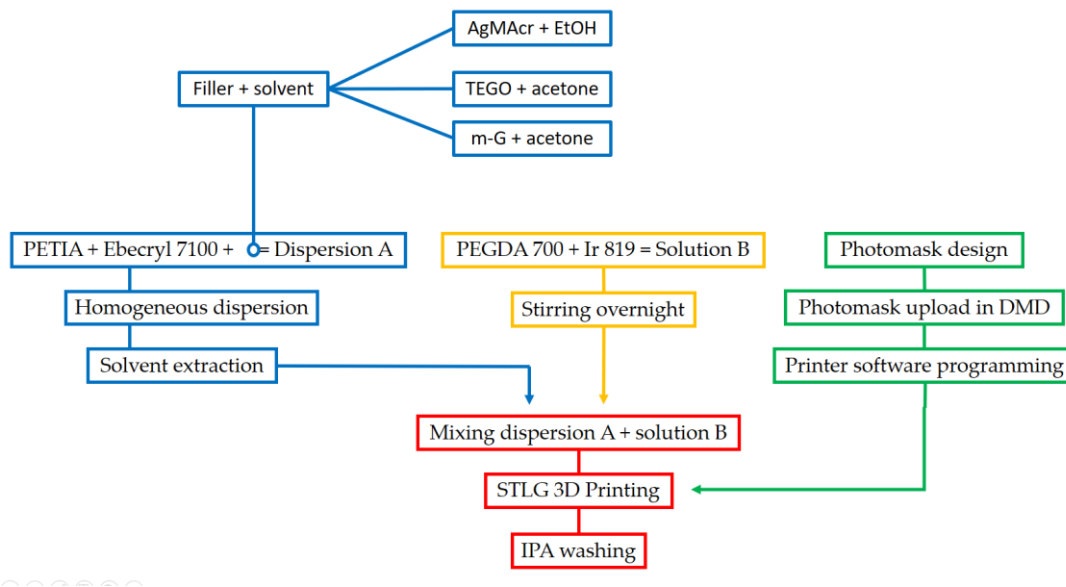 AgMAcr + EtOH
Filler + solvent
TEGO + acetone
m-G + acetone
PETIA + Ebecryl 7100 + = Dispersion A
PEGDA 700 + Ir 819 = Solution B
Photomask design
Homogeneous dispersion
Stirring overnight
Photomask upload in DMD
Solvent extraction
Printer software programming
Mixing dispersion A + solution B
STLG 3D Printing
IPA washing